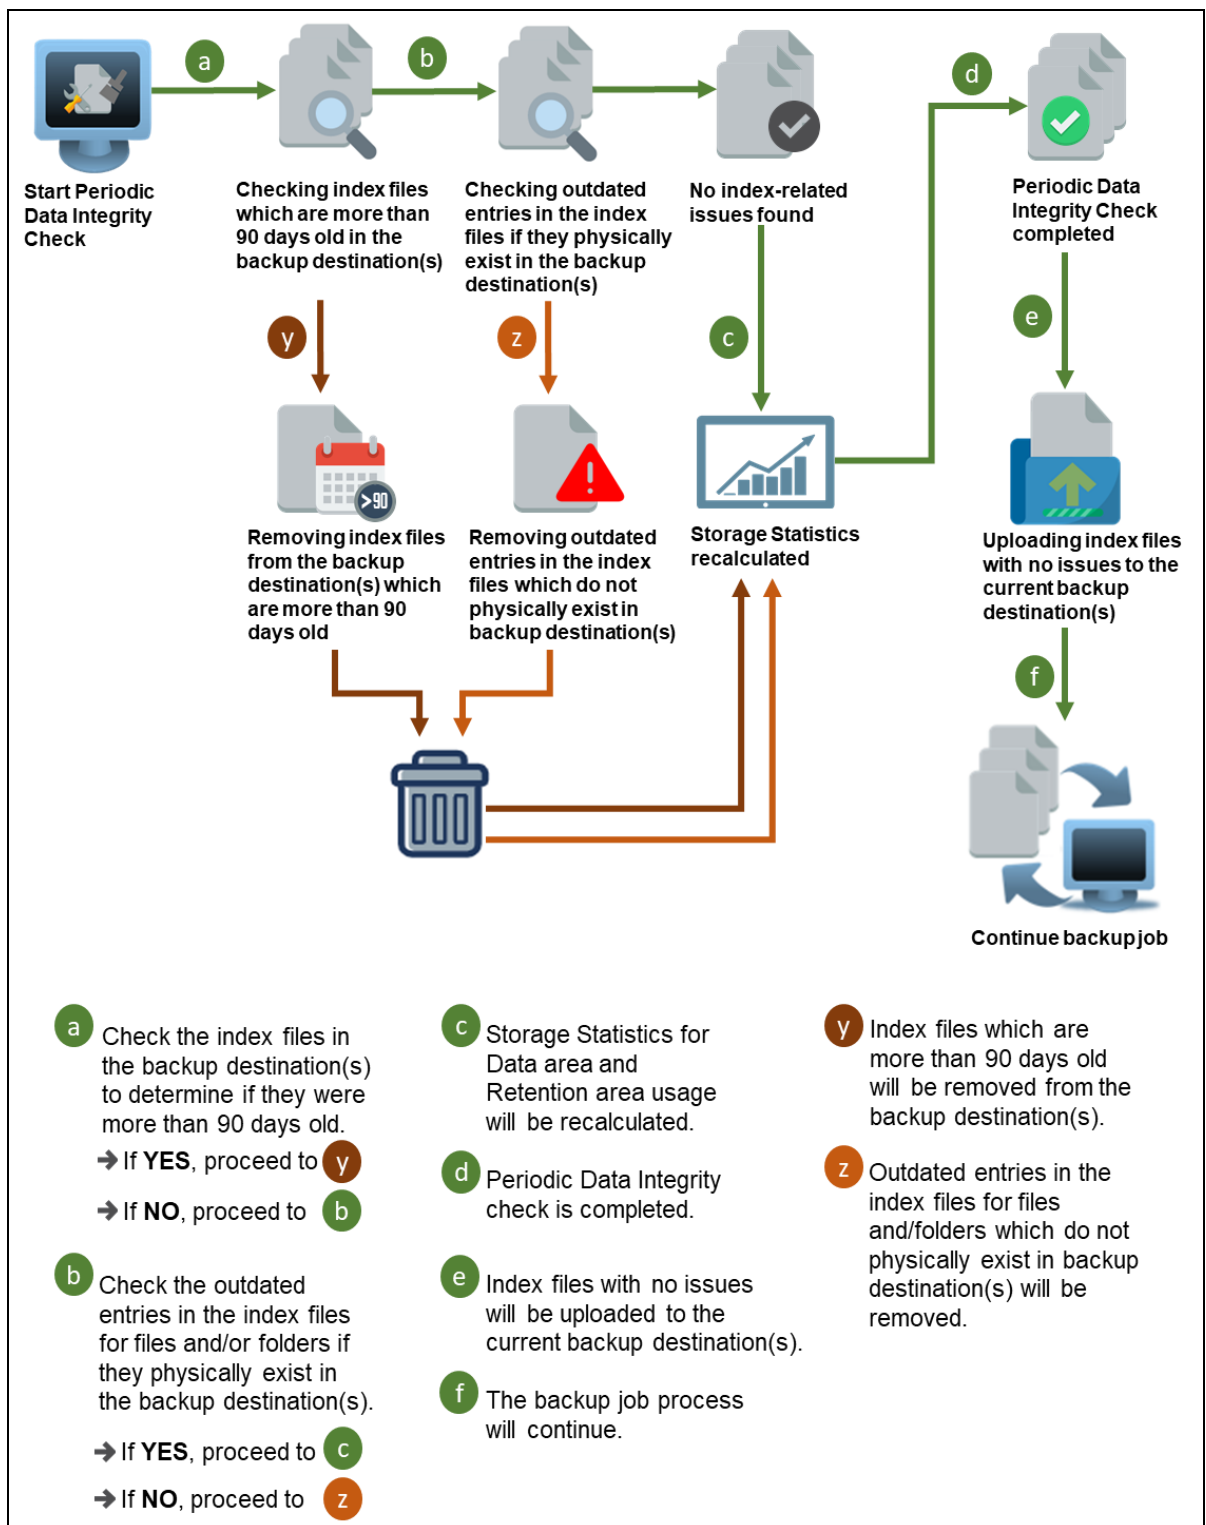 a
b
d
Start Periodic
Data Integrity
Check
Checking index files
which are more than
90 days old in the
backup destination(s)
Checking outdated
entries in the index
files if they physically
exist in the backup
destination(s)
No index-related
issues found
Periodic Data
Integrity Check
completed
y
z
c
e
>90
Removing index files
from the backup
destination(s) which
are more than 90
days old
Removing outdated
entries in the index
files which do not
physically exist in
backup destination(s)
Storage Statistics
recalculated
Uploading index files
with no issues to the
current backup
destination(s)
f
Continue backup job
a
Check the index files in
the backup destination(s)
to determine if they were
more than 90 days old.
➔ If YES, proceed to y
➔ If NO, proceed to b
b
Check the outdated
entries in the index files
for files and/or folders if
they physically exist in
the backup destination(s).
➔ If YES, proceed to c
➔ If NO, proceed to z
c
Storage Statistics for
Data area and
Retention area usage
will be recalculated.
d
Periodic Data Integrity
check is completed.
e
Index files with no issues
will be uploaded to the
current backup destination(s).
f
The backup job process
will continue.
y
Index files which are
more than 90 days old
will be removed from the
backup destination(s).
z
Outdated entries in the
index files for files
and/folders which do not
physically exist in backup
destination(s) will be
removed.